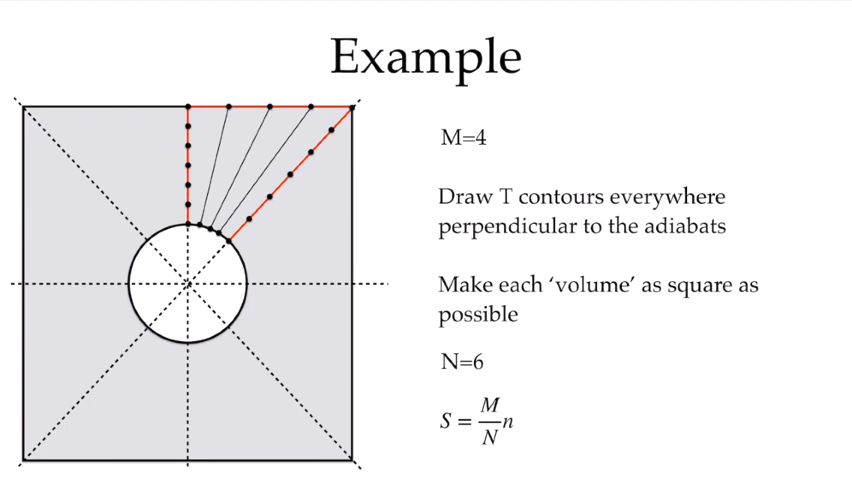 Example
M=4
Draw T contours everywhere
perpendicular to the adiabats
Make each ‘volume’ as square as
possible
N=6
S = M/N n